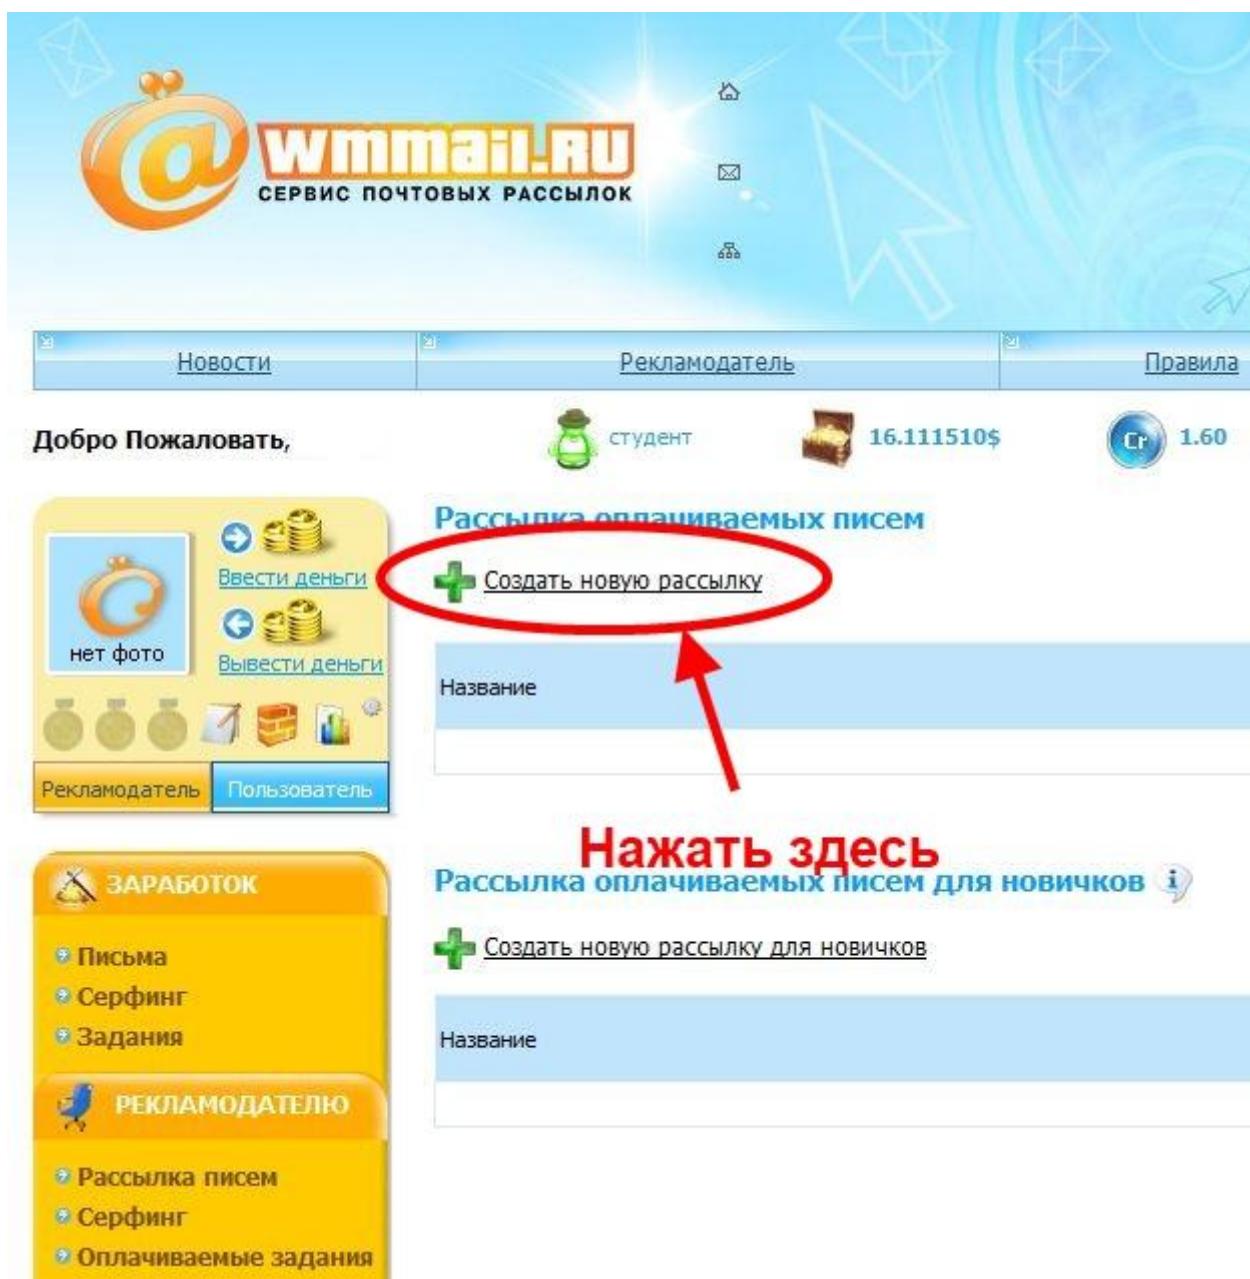 wmmail.RU
СЕРВИС ПОЧТОВЫХ РАССЫЛОК
Новости
Рекламодатель
Правила
Добро Пожаловать,
студент
16.111510$
Cr
1.60
Ввести деньги
нет фото
Вывести деньги
Рекламодатель
Пользователь
Рассылка оплачиваемых писем
Создать новую рассылку
Название
Нажать здесь
Рассылка оплачиваемых писем для новичков
Создать новую рассылку для новичков
Название
ЗАРАБОТОК
Письма
Серфинг
Задания
РЕКЛАМОДАТЕЛЮ
Рассылка писем
Серфинг
Оплачиваемые задания